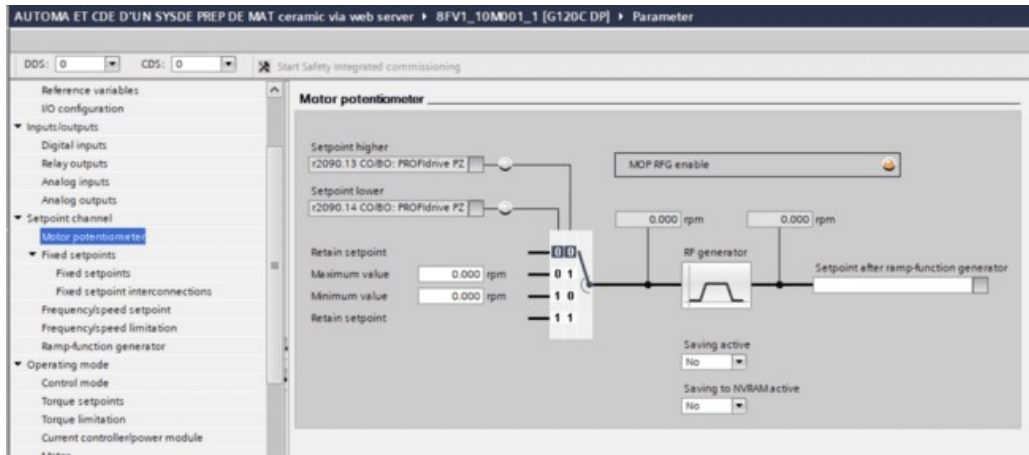 AUTOMA ET CDE D'UN SYSDE PREP DE MAT ceramic via web server ▸ 8FV1_10M001_1 [G120C DP] ▸ Parameter
DDS: 0 CDS: 0 Start Safety Integrated commissioning
Reference variables
I/O configuration
Inputs/outputs
Digital inputs
Relay outputs
Analog inputs
Analog outputs
Setpoint channel
Motor potentiometer
Fixed setpoints
Fixed setpoints
Fixed setpoint interconnections
Frequency/speed setpoint
Frequency/speed limitation
Ramp-function generator
Operating mode
Control mode
Torque setpoints
Torque limitation
Current controller/power module
Motor
Motor potentiometer
Setpoint higher
r2090.13 CO/BO: PROFIdrive PZ
MOP RFG enable
Setpoint lower
r2090.14 CO/BO: PROFIdrive PZ
0.000 rpm 0.000 rpm
Retain setpoint 0 0
RF generator
Setpoint after ramp-function generator
Maximum value 0.000 rpm 0 1
Minimum value 0.000 rpm 1 0
Retain setpoint 1 1
Saving active
No
Saving to NVRAM active
No